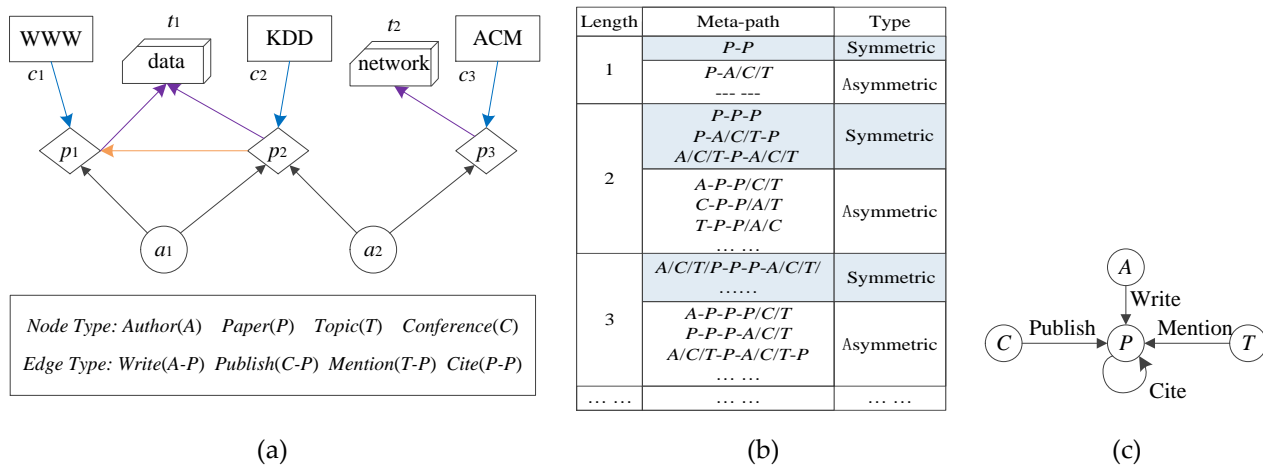 t1
t2
WWW
data
KDD
network
ACM
c1
c2
c3
p1
p2
p3
a1
a2
Node Type: Author(A) Paper(P) Topic(T) Conference(C)
Edge Type: Write(A-P) Publish(C-P) Mention(T-P) Cite(P-P)
(a)
Length Meta-path Type
1
P-P Symmetric
P-A/C/T
--- ---
Asymmetric
2
P-P-P
P-A/C/T-P
A/C/T-P-A/C/T
Symmetric
A-P-P/C/T
C-P-P/A/T
T-P-P/A/C
... ...
Asymmetric
3
A/C/T/P-P-P-A/C/T/
......
Symmetric
A-P-P-P/C/T
P-P-P-A/C/T
A/C/T-P-A/C/T-P
... ...
Asymmetric
... ... ... ... ... ...
(b)
A
Write
C Publish P Mention T
Cite
(c)